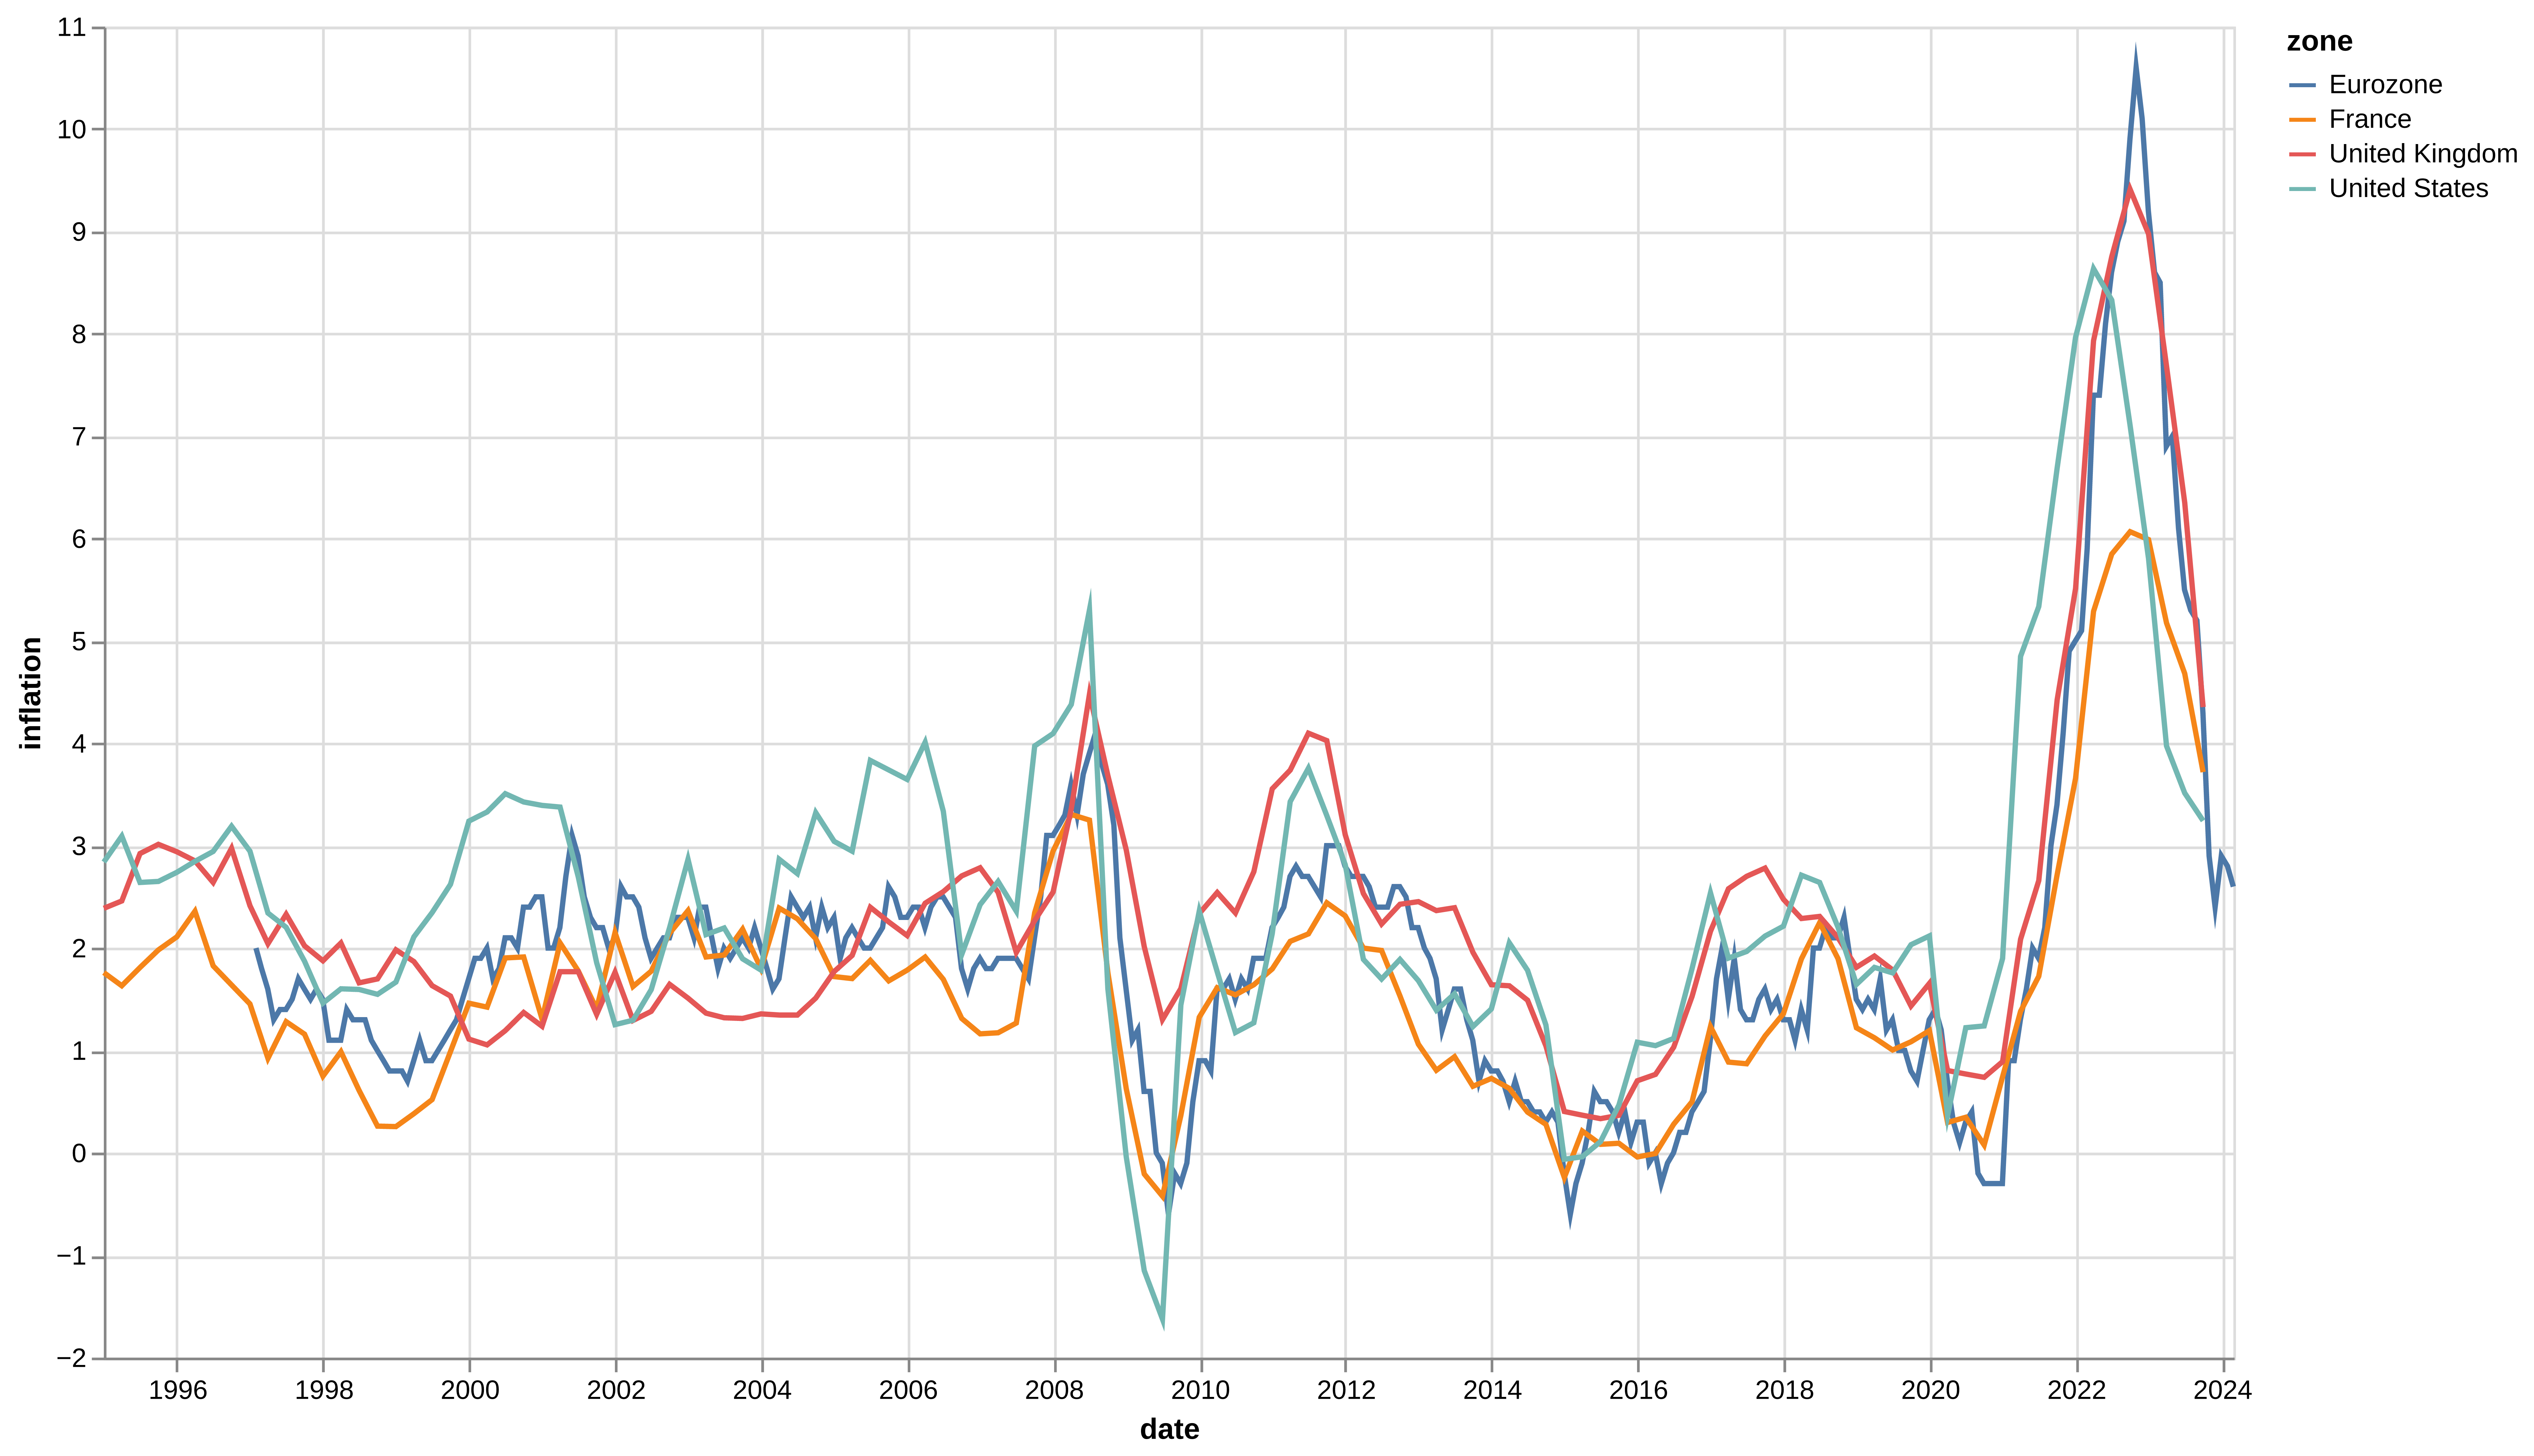 11
10
9
8
7
6
5
4
3
2
1
0
−1
−2
inflation
1996 1998 2000 2002 2004 2006 2008 2010 2012 2014 2016 2018 2020 2022 2024
date
zone
Eurozone
France
United Kingdom
United States